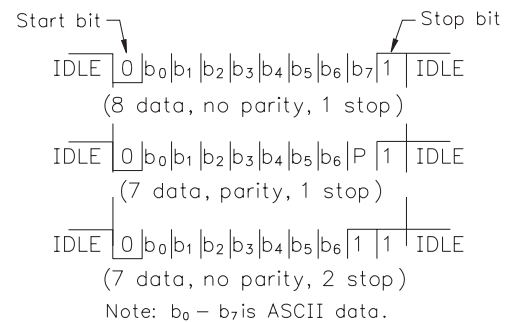 Start bit Stop bit
IDLE 0 b₀ b₁ b₂ b₃ b₄ b₅ b₆ b₇ 1 IDLE
(8 data, no parity, 1 stop)
IDLE 0 b₀ b₁ b₂ b₃ b₄ b₅ b₆ P 1 IDLE
(7 data, parity, 1 stop)
IDLE 0 b₀ b₁ b₂ b₃ b₄ b₅ b₆ 1 1 IDLE
(7 data, no parity, 2 stop)
Note: b₀ – b₇ is ASCII data.